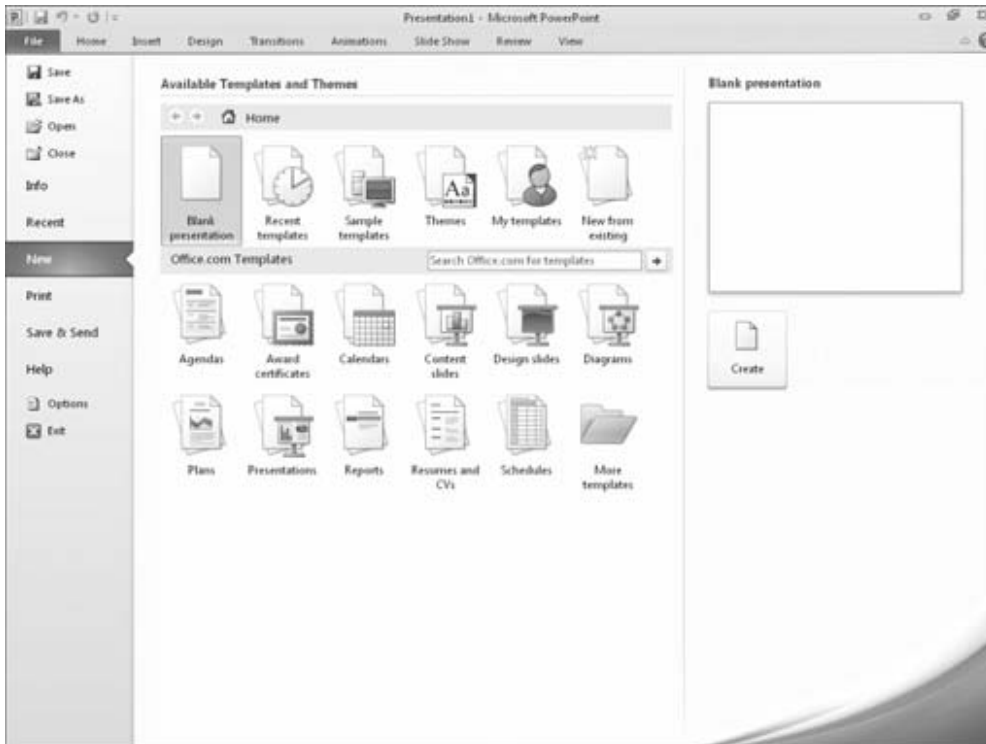 Presentation1 - Microsoft PowerPoint
File Home Insert Design Transitions Animations Slide Show Review View
Save
Save As
Open
Close
Info
Recent
New
Print
Save & Send
Help
Options
Exit
Available Templates and Themes
Home
Blank
presentation
Recent
templates
Sample
templates
Aa
Themes
My templates
New from
existing
Office.com Templates
Search Office.com for templates
Agendas
Award
certificates
Calendars
Content
slides
Design slides
Diagrams
Plans
Presentations
Reports
Resumes and
CVs
Schedules
More
templates
Blank presentation
Create